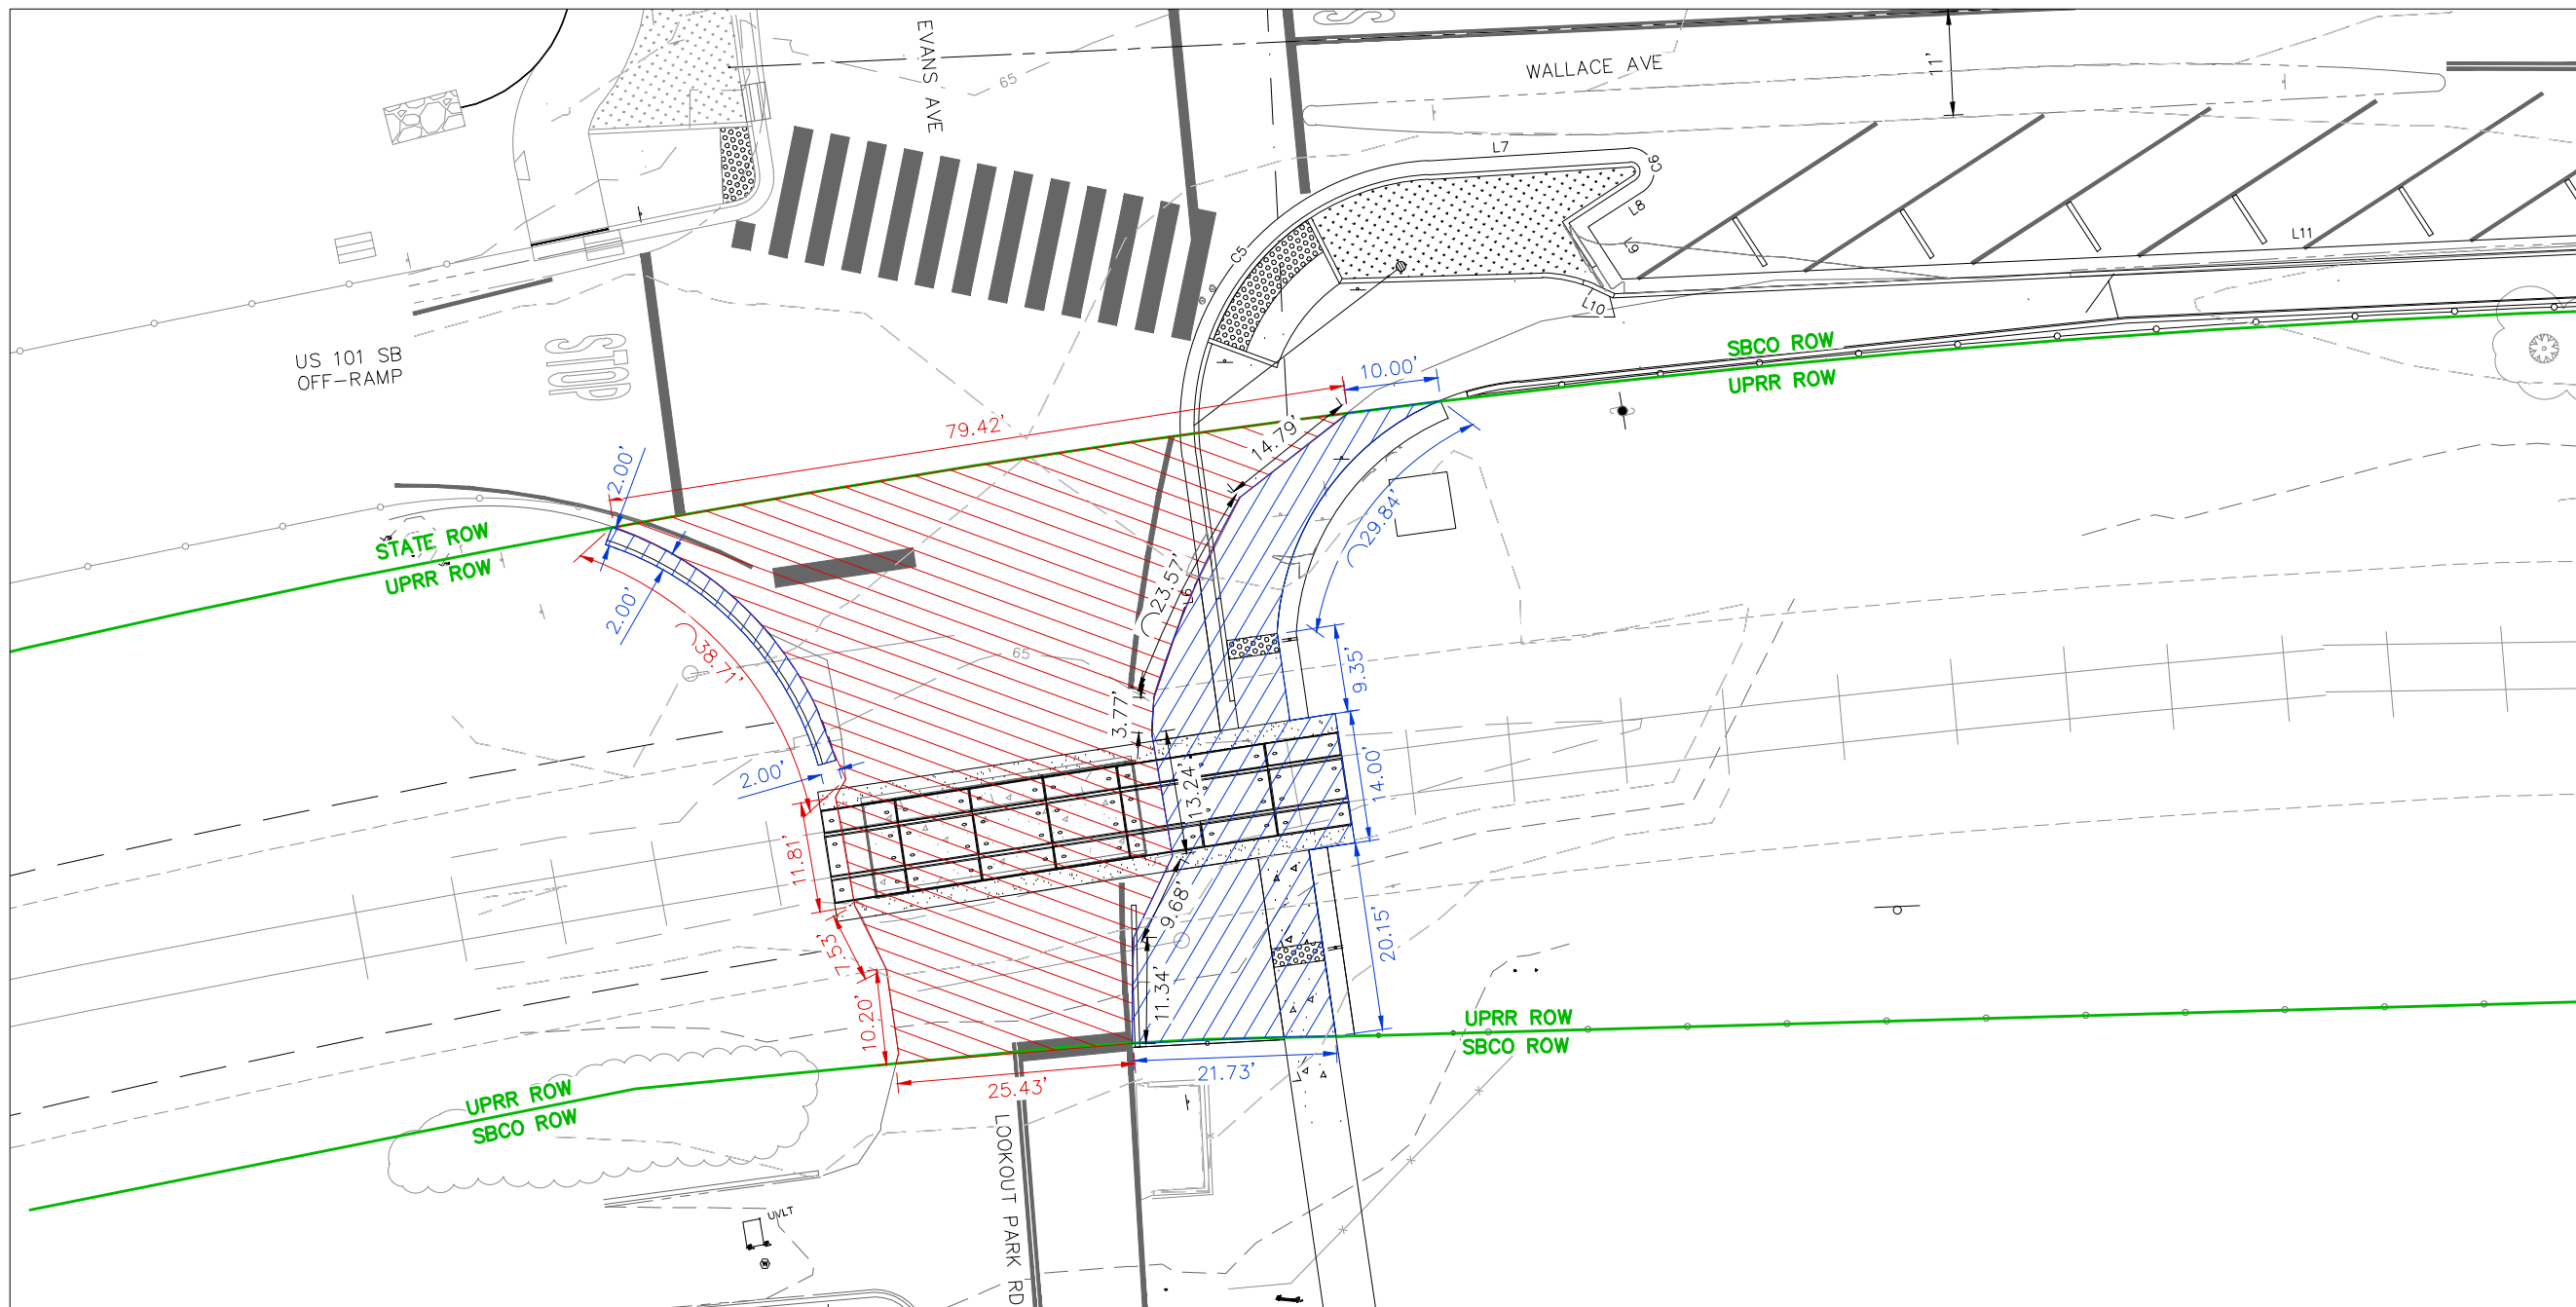 EVANS AVE
65
WALLACE AVE
11'
L7
C6
L8
L9
C5
L11
L10
US 101 SB
OFF-RAMP
STOP
SBCO ROW
UPRR ROW
10.00'
79.42'
14.79'
2.00'
29.84'
STATE ROW
UPRR ROW
23.57'
L6
2.00'
38.71'
65
9.35'
3.77'
2.00'
13.24'
14.00'
11.81'
9.68'
7.53'
20.15'
11.34'
10.20'
UPRR ROW
SBCO ROW
25.43'
21.73'
UPRR ROW
SBCO ROW
LOOKOUT PARK RD
UVLT